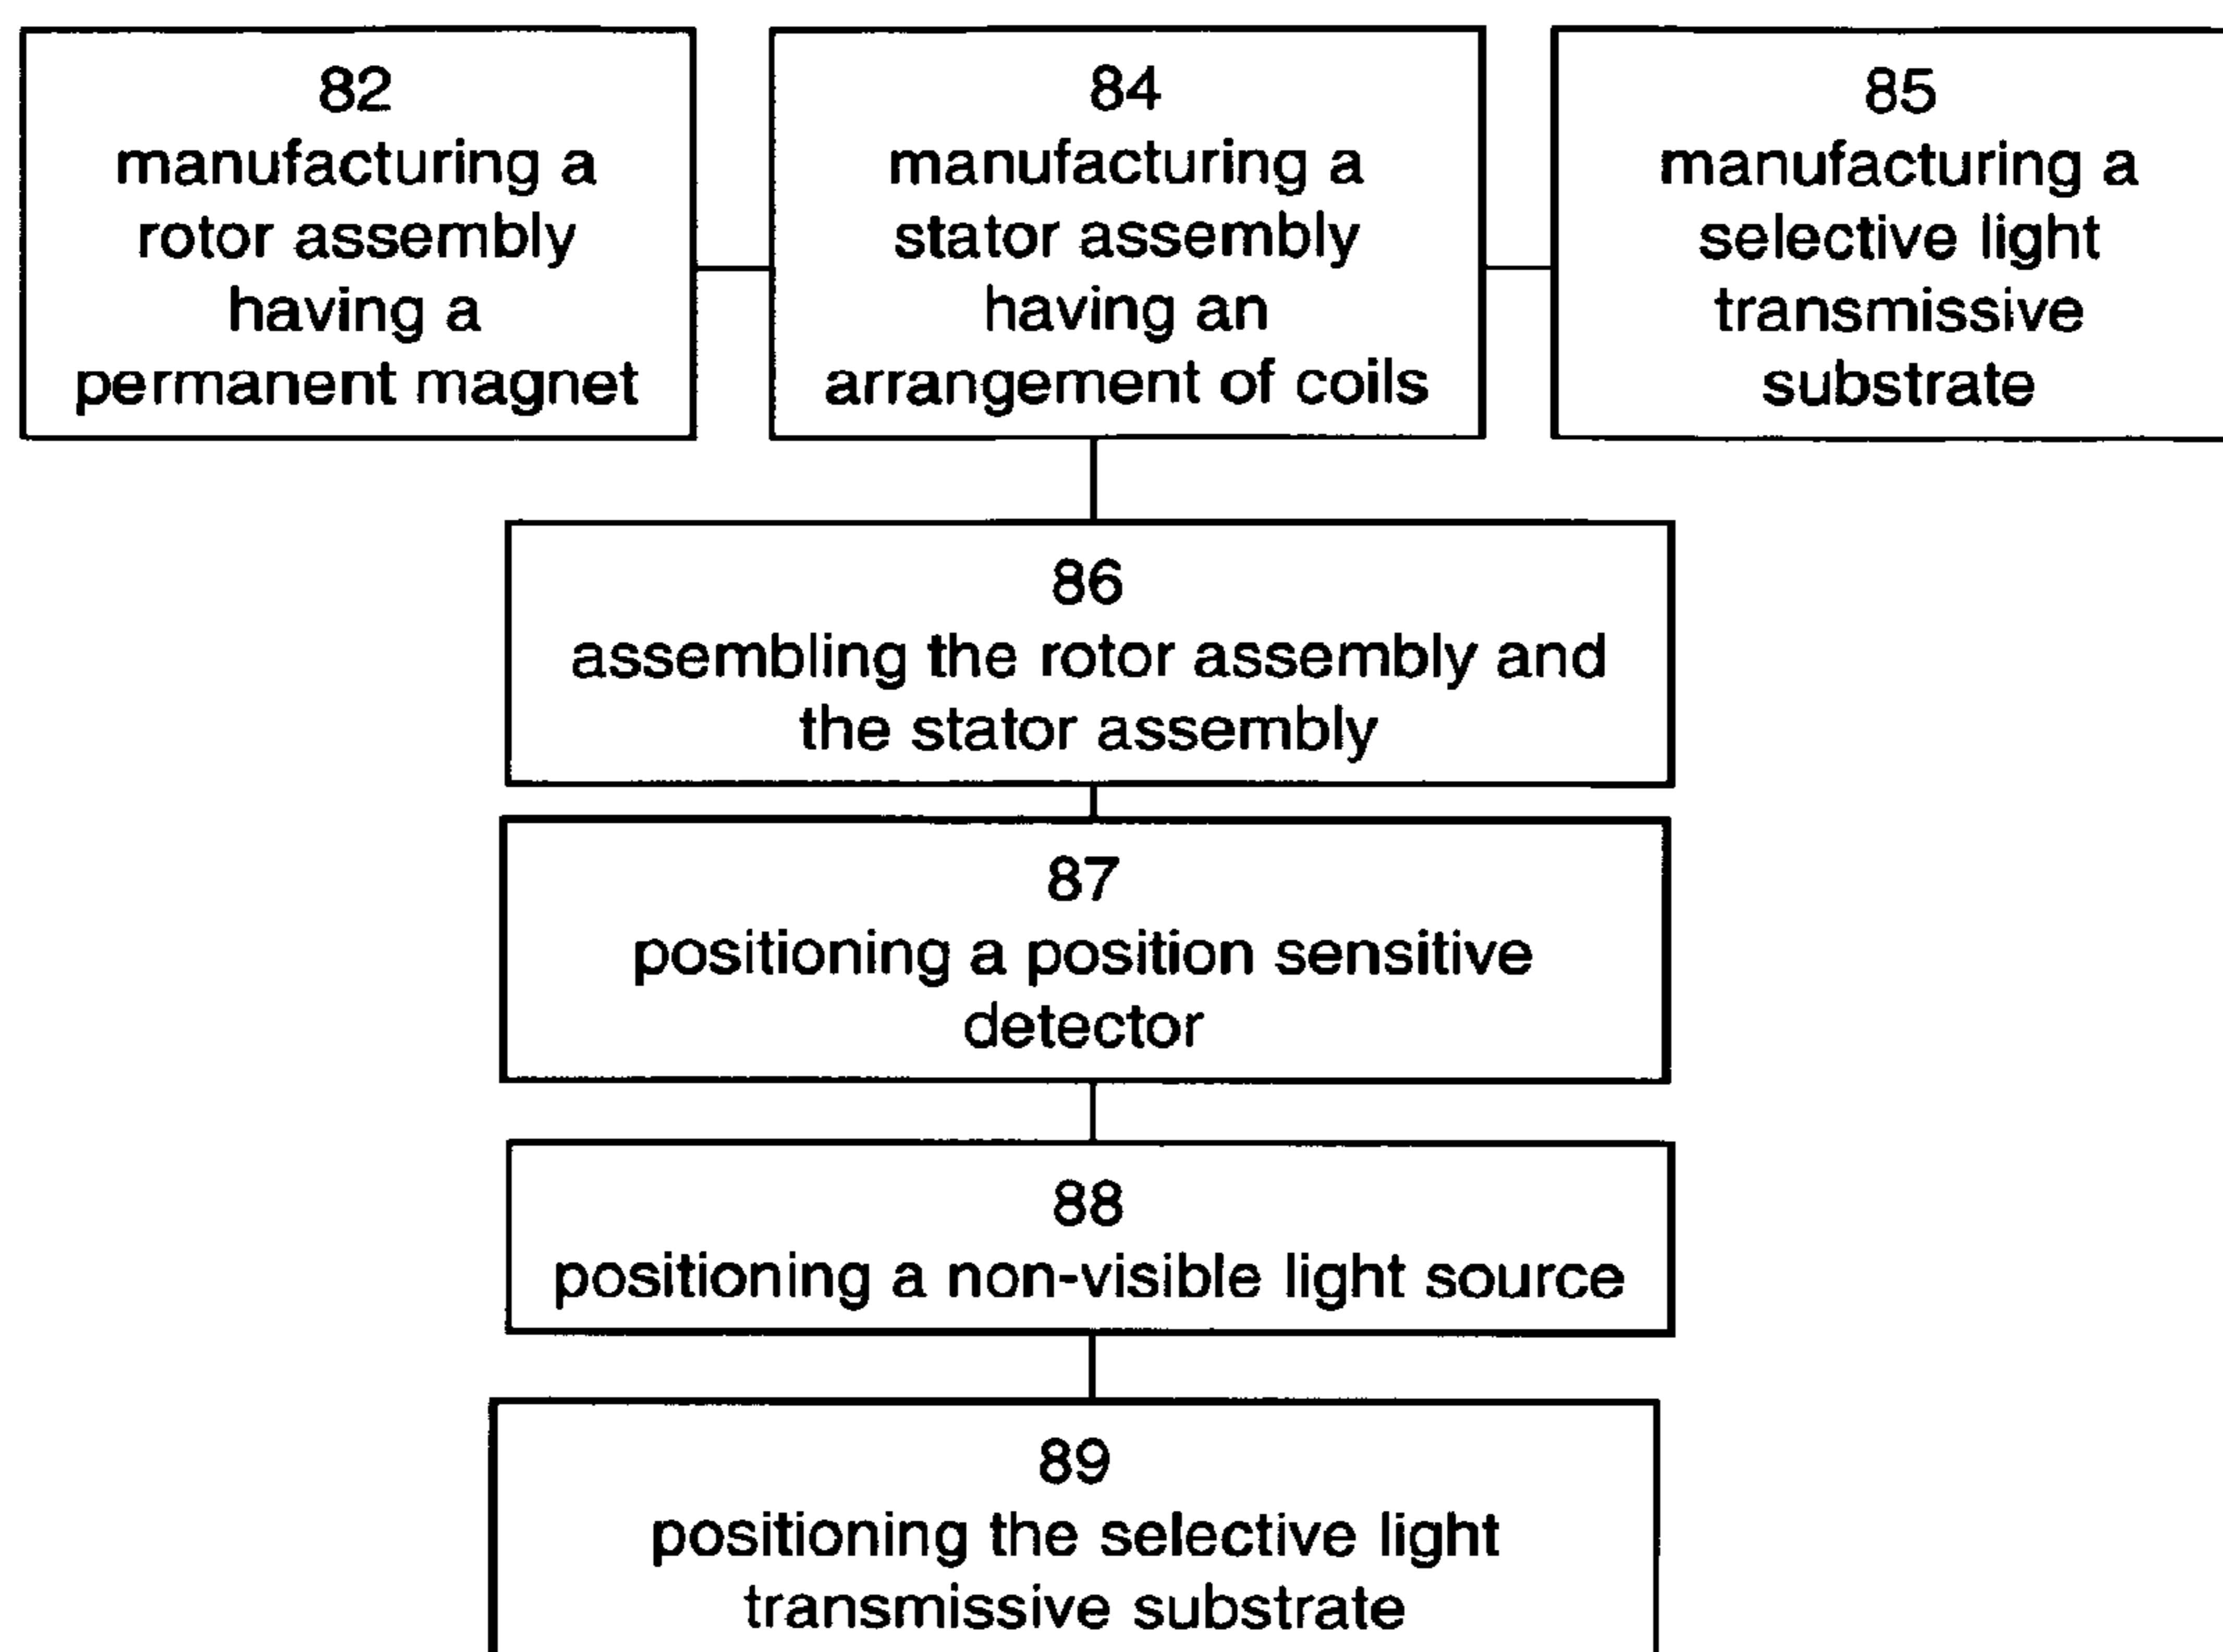 82
manufacturing a
rotor assembly
having a
permanent magnet
84
manufacturing a
stator assembly
having an
arrangement of coils
85
manufacturing a
selective light
transmissive
substrate
86
assembling the rotor assembly and
the stator assembly
87
positioning a position sensitive
detector
88
positioning a non-visible light source
89
positioning the selective light
transmissive substrate